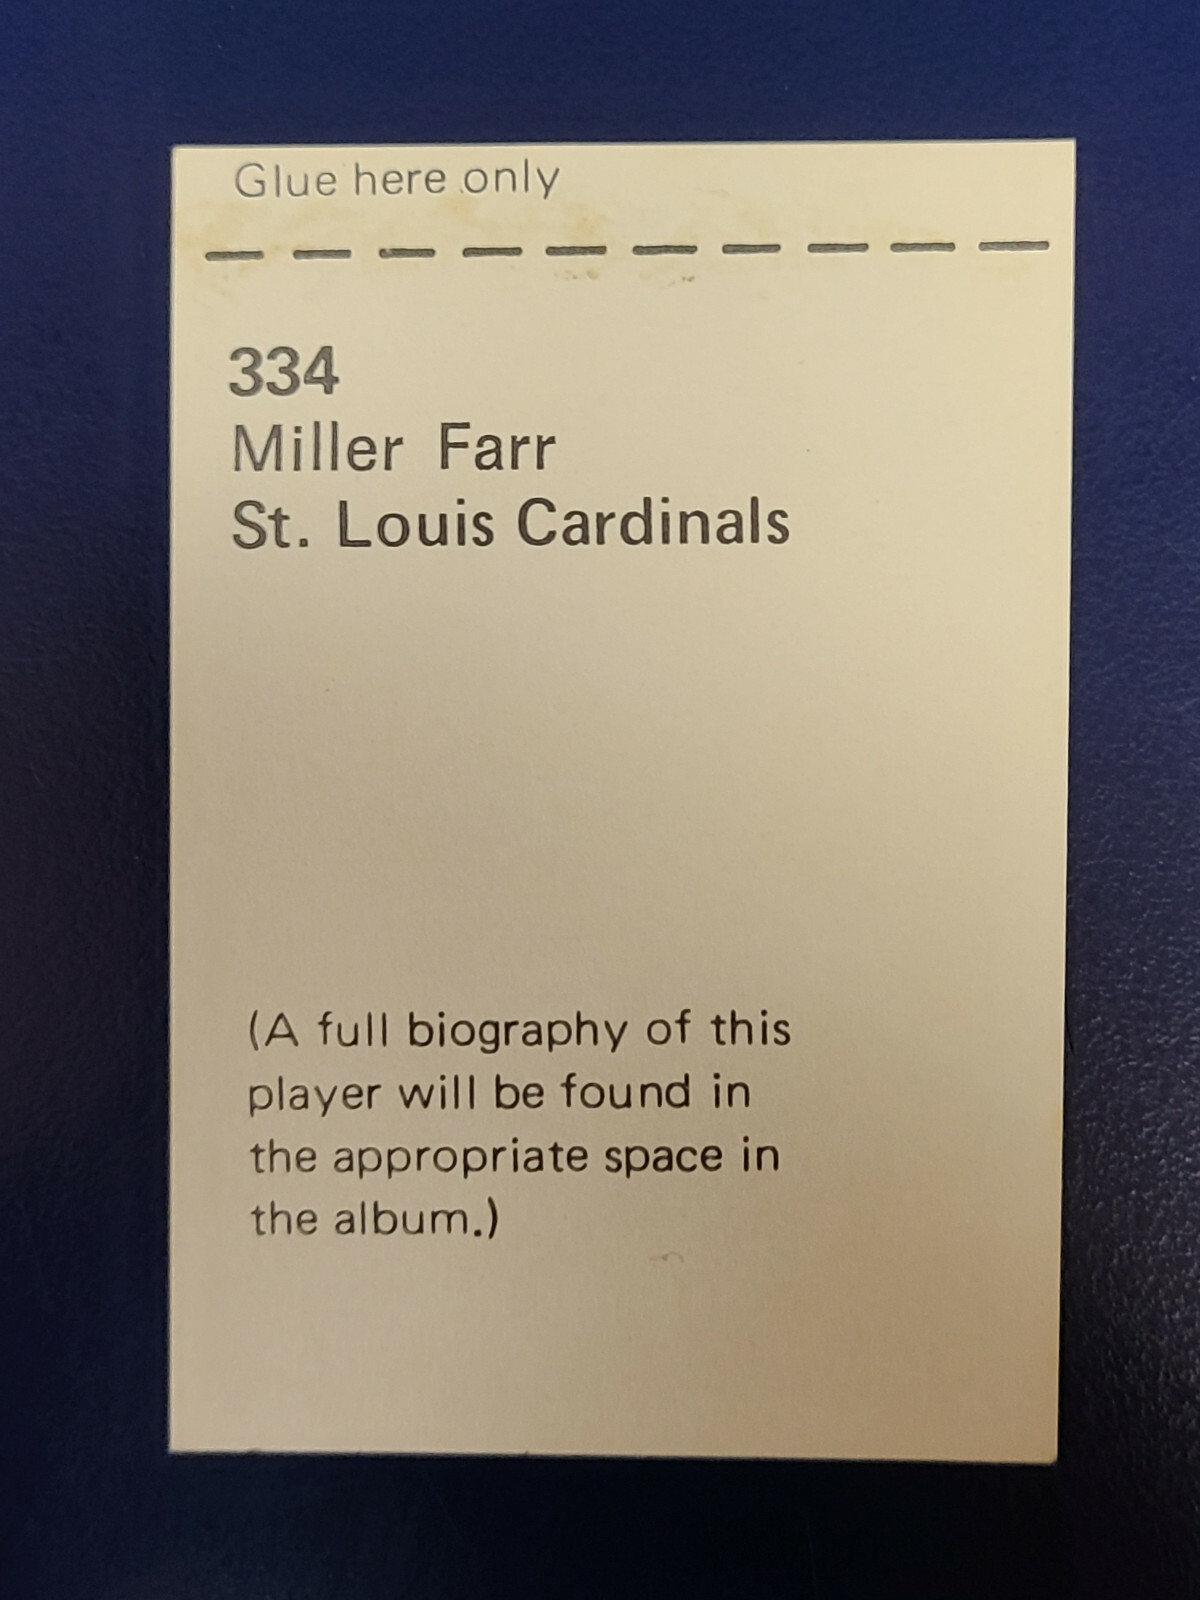 Glue here only
334
Miller Farr
St. Louis Cardinals
(A full biography of this
player will be found in
the appropriate space in
the album.)